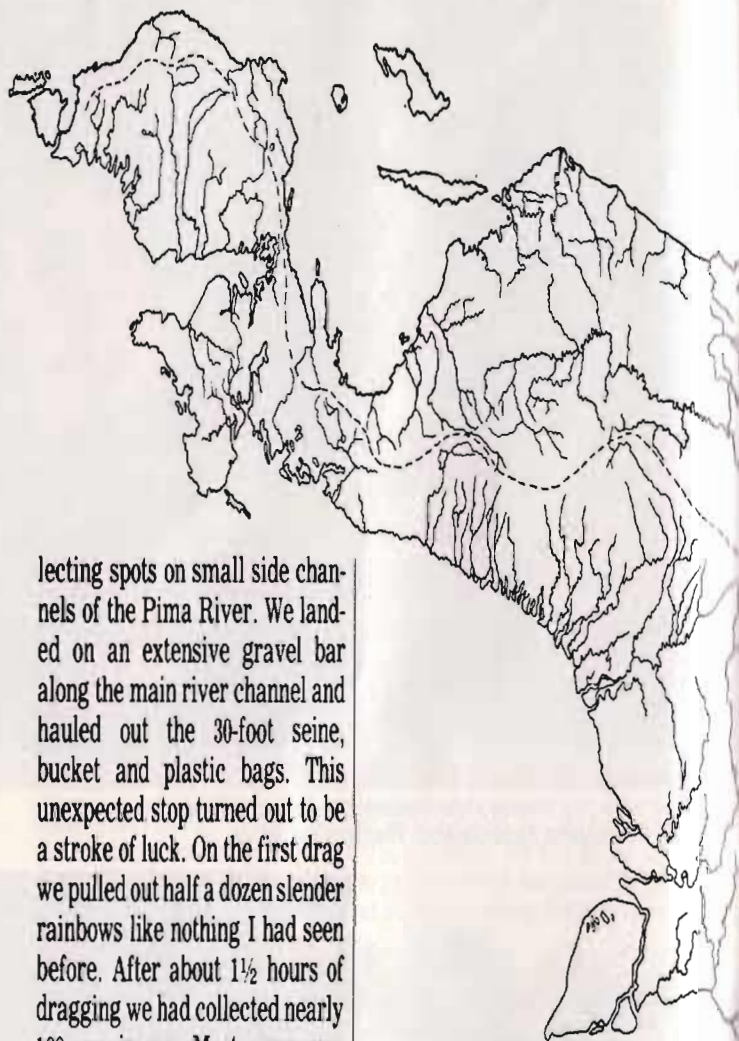 lecting spots on small side chan-
nels of the Pima River. We land-
ed on an extensive gravel bar
along the main river channel and
hauled out the 30-foot seine,
bucket and plastic bags. This
unexpected stop turned out to be
a stroke of luck. On the first drag
we pulled out half a dozen slender
rainbows like nothing I had seen
before. After about 1½ hours of
dragging we had collected nearly